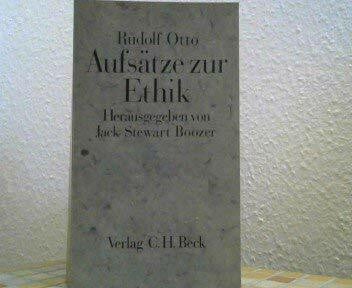 Rudolf Otto
Aufsätze zur
Ethik
Herausgegeben von
Jack Stewart Boozer
Verlag C. H. Beck